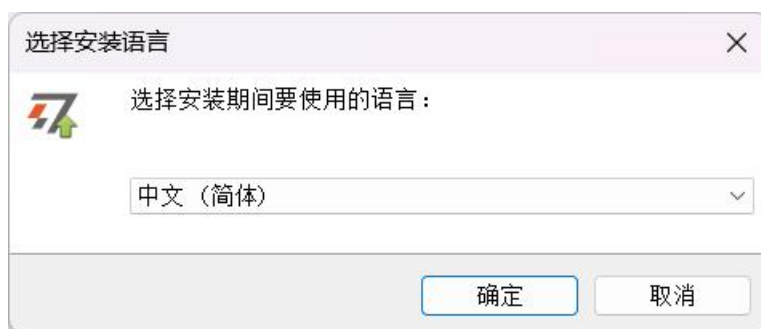 选择安装语言
选择安装期间要使用的语言：
中文 (简体)
确定
取消